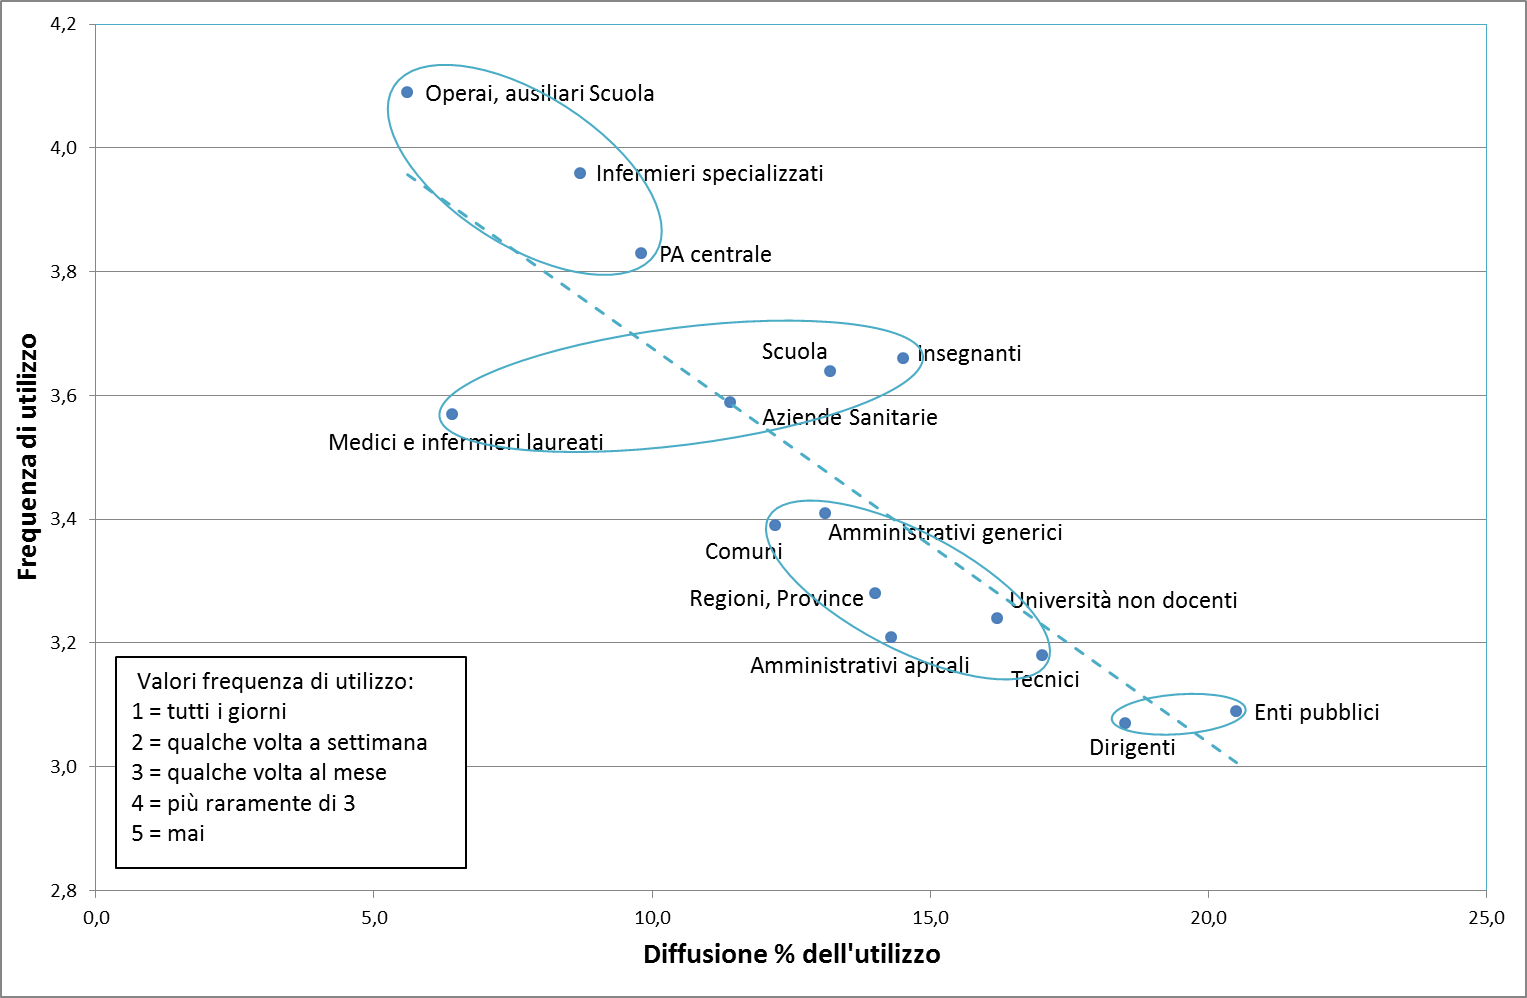 4,2
Operai, ausiliari Scuola
4,0
Infermieri specializzati
PA centrale
3,8
Scuola
insegnanti
3,6
Aziende Sanitarie
Medici e infermieri laureati
3,4
Amministrativi generici
Comuni
Regioni, Province
Università non docenti
3,2
Amministrativi apicali
Tecnici
Enti pubblici
Dirigenti
3,0
2,8
Valori frequenza di utilizzo:
1 = tutti i giorni
2 = qualche volta a settimana
3 = qualche volta al mese
4 = più raramente di 3
5 = mai
0,0
5,0
10,0
15,0
20,0
25,0
Frequenza di utilizzo
Diffusione % dell'utilizzo